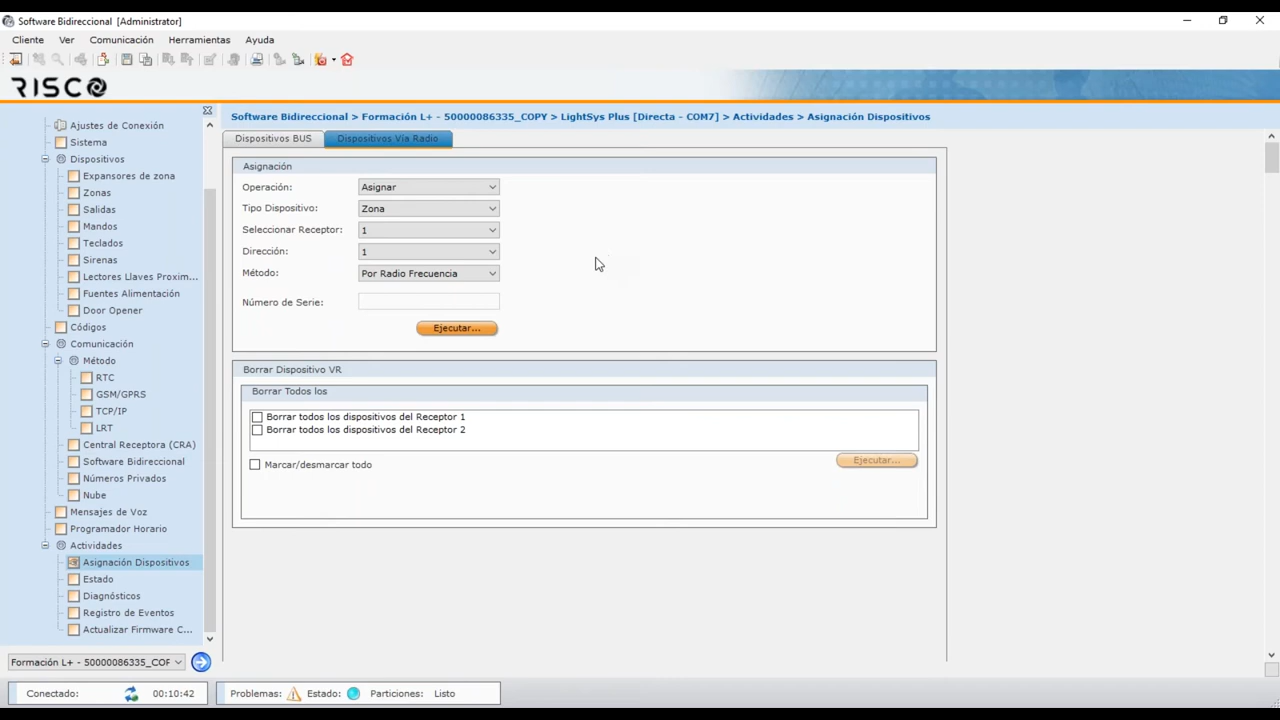 Software Bidireccional [Administrator]
Cliente Ver Comunicación Herramientas Ayuda
RISCO
Ajustes de Conexión
Sistema
Dispositivos
Expansores de zona
Zonas
Salidas
Mandos
Teclados
Sirenas
Lectores Llaves Proxim...
Fuentes Alimentación
Door Opener
Códigos
Comunicación
Método
RTC
GSM/GPRS
TCP/IP
LRT
Central Receptora (CRA)
Software Bidireccional
Números Privados
Nube
Mensajes de Voz
Programador Horario
Actividades
Asignación Dispositivos
Estado
Diagnósticos
Registro de Eventos
Actualizar Firmware C...
Formación L+ - 50000086335_COP
Software Bidireccional > Formación L+ - 50000086335_COPY > LightSys Plus [Directa - COM7] > Actividades > Asignación Dispositivos
Dispositivos BUS Dispositivos Vía Radio
Asignación
Operación: Asignar
Tipo Dispositivo: Zona
Seleccionar Receptor: 1
Dirección: 1
Método: Por Radio Frecuencia
Número de Serie:
Ejecutar...
Borrar Dispositivo VR
Borrar Todos los
Borrar todos los dispositivos del Receptor 1
Borrar todos los dispositivos del Receptor 2
Marcar/desmarcar todo
Ejecutar...
Conectado: 00:10:42 Problemas: Estado: Particiones: Listo